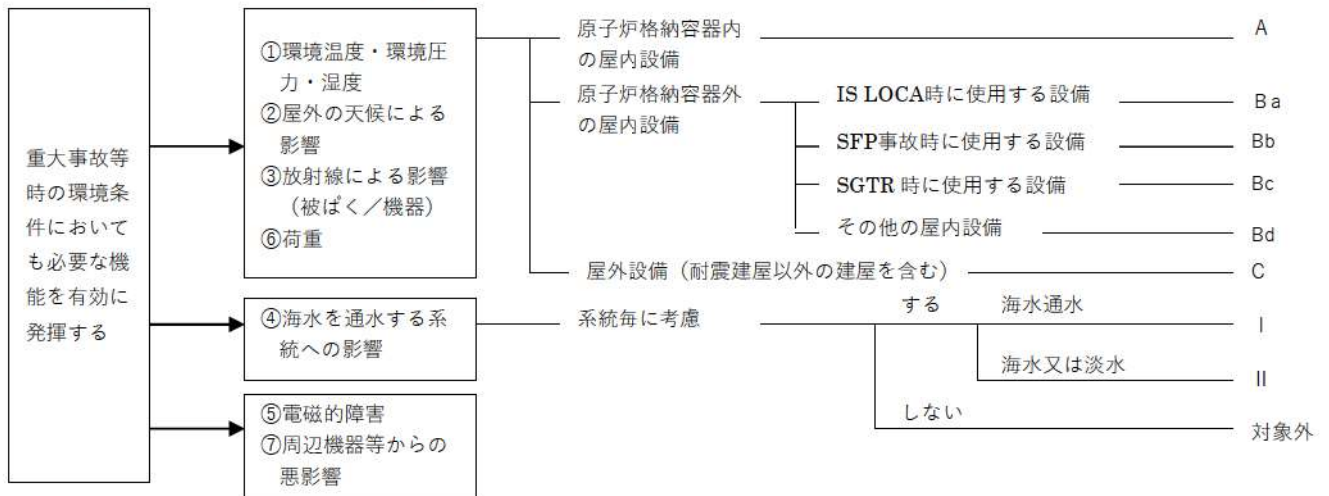 重大事故等
時の環境条
件において
も必要な機
能を有効に
発揮する
①環境温度・環境圧
力・湿度
②屋外の天候による
影響
③放射線による影響
（被ばく／機器）
⑥荷重
原子炉格納容器内
の屋内設備
A
原子炉格納容器外
の屋内設備
IS LOCA時に使用する設備
Ba
SFP事故時に使用する設備
Bb
SGTR 時に使用する設備
Bc
その他の屋内設備
Bd
屋外設備（耐震建屋以外の建屋を含む）
C
④海水を通水する系
統への影響
系統毎に考慮
する
海水通水
I
海水又は淡水
II
しない
対象外
⑤電磁的障害
⑦周辺機器等からの
悪影響